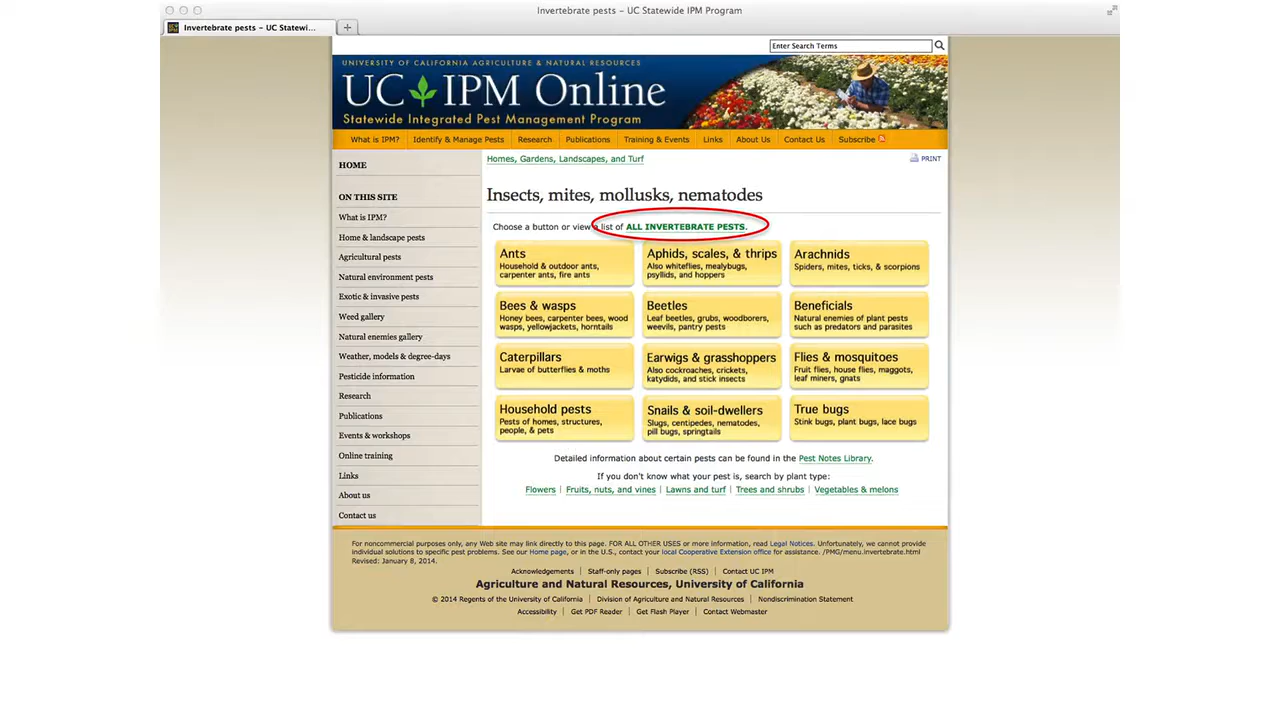 Invertebrate pests – UC Statewide IPM Program
Invertebrate pests – UC Statewi...
Enter Search Terms
UNIVERSITY OF CALIFORNIA AGRICULTURE & NATURAL RESOURCES
UC IPM Online
Statewide Integrated Pest Management Program
What is IPM? Identify & Manage Pests Research Publications Training & Events Links About Us Contact Us Subscribe
HOME
ON THIS SITE
What is IPM?
Home & landscape pests
Agricultural pests
Natural environment pests
Exotic & invasive pests
Weed gallery
Natural enemies gallery
Weather, models & degree-days
Pesticide information
Research
Publications
Events & workshops
Online training
Links
About us
Contact us
Homes, Gardens, Landscapes, and Turf
PRINT
Insects, mites, mollusks, nematodes
Choose a button or view a list of ALL INVERTEBRATE PESTS.
Ants
Household & outdoor ants,
carpenter ants, fire ants
Aphids, scales, & thrips
Also whiteflies, mealybugs,
psyllids, and hoppers
Arachnids
Spiders, mites, ticks, & scorpions
Bees & wasps
Honey bees, carpenter bees, wood
wasps, yellowjackets, horntails
Beetles
Leaf beetles, grubs, woodborers,
weevils, pantry pests
Beneficials
Natural enemies of plant pests
such as predators and parasites
Caterpillars
Larvae of butterflies & moths
Earwigs & grasshoppers
Also cockroaches, crickets,
katydids, and stick insects
Flies & mosquitoes
Fruit flies, house flies, maggots,
leaf miners, gnats
Household pests
Pests of homes, structures,
people, & pets
Snails & soil-dwellers
Slugs, centipedes, nematodes,
pill bugs, springtails
True bugs
Stink bugs, plant bugs, lace bugs
Detailed information about certain pests can be found in the Pest Notes Library.
If you don't know what your pest is, search by plant type:
Flowers | Fruits, nuts, and vines | Lawns and turf | Trees and shrubs | Vegetables & melons
For noncommercial purposes only, any Web site may link directly to this page. FOR ALL OTHER USES or more information, read Legal Notices. Unfortunately, we cannot provide
individual solutions to specific pest problems. See our Home page, or in the U.S., contact your local Cooperative Extension office for assistance. /PMG/menu.invertebrate.html
Revised: January 8, 2014.
Acknowledgements | Staff-only pages | Subscribe (RSS) | Contact UC IPM
Agriculture and Natural Resources, University of California
© 2014 Regents of the University of California | Division of Agriculture and Natural Resources | Nondiscrimination Statement
Accessibility | Get PDF Reader | Get Flash Player | Contact Webmaster